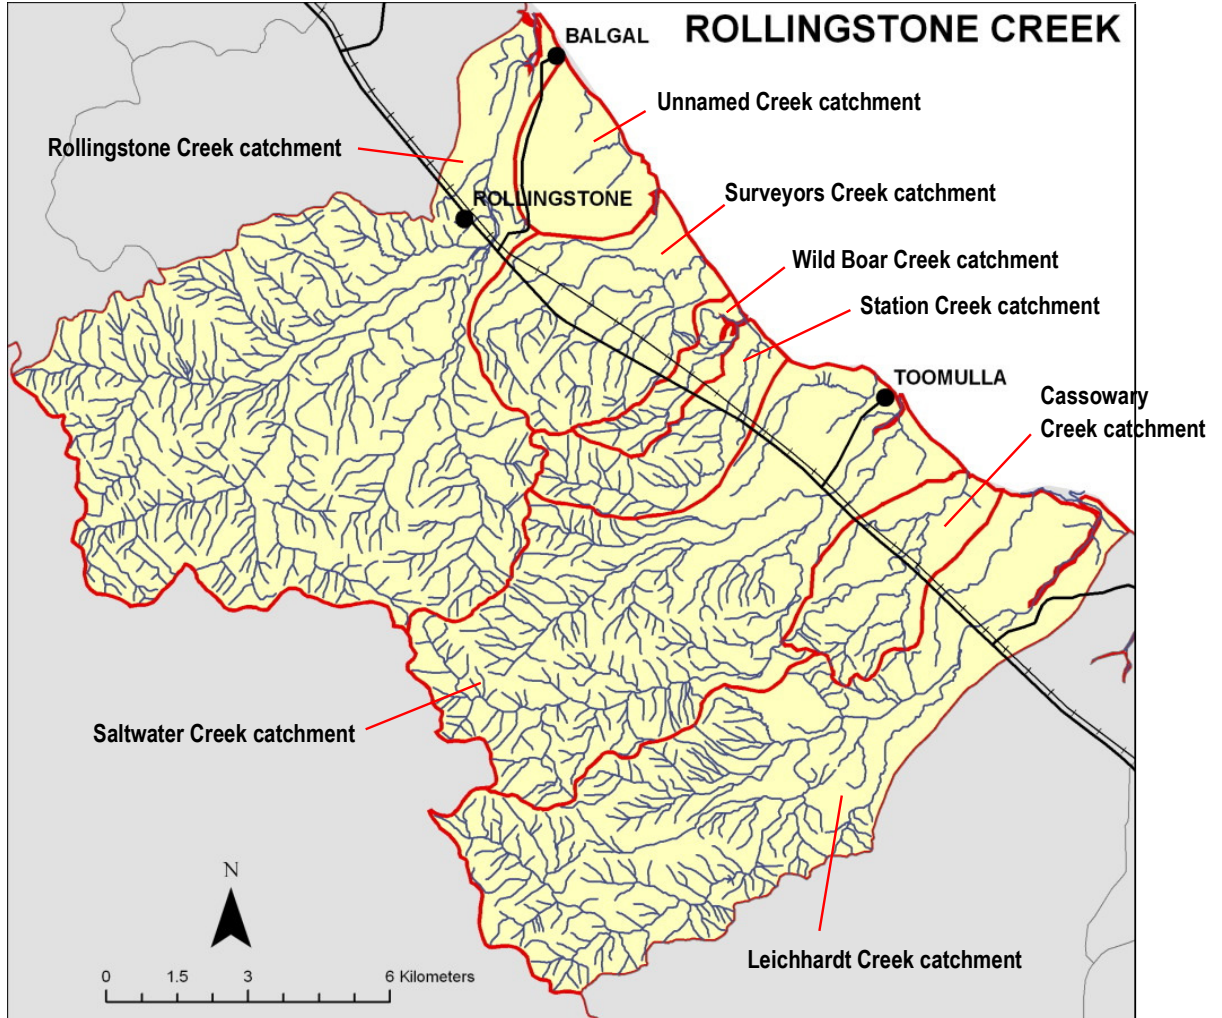 ROLLINGSTONE CREEK
BALGAL
Unnamed Creek catchment
Rollingstone Creek catchment
Surveyors Creek catchment
ROLLINGSTONE
Wild Boar Creek catchment
Station Creek catchment
TOOMULLA
Cassowary
Creek catchment
Saltwater Creek catchment
Leichhardt Creek catchment
N
0 1.5 3 6 Kilometers